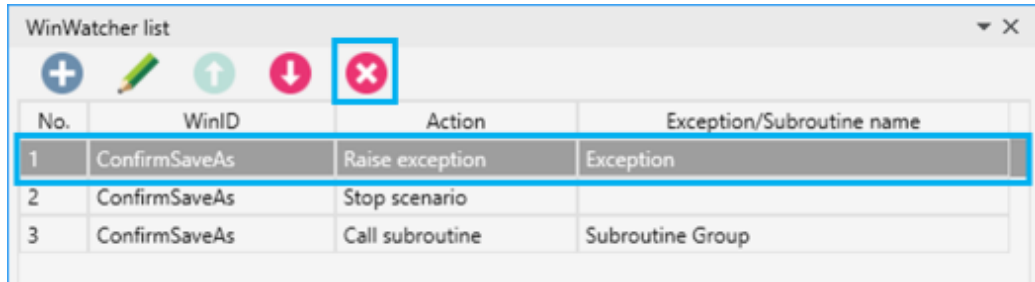 WinWatcher list
No. WinID Action Exception/Subroutine name
1 ConfirmSaveAs Raise exception Exception
2 ConfirmSaveAs Stop scenario
3 ConfirmSaveAs Call subroutine Subroutine Group